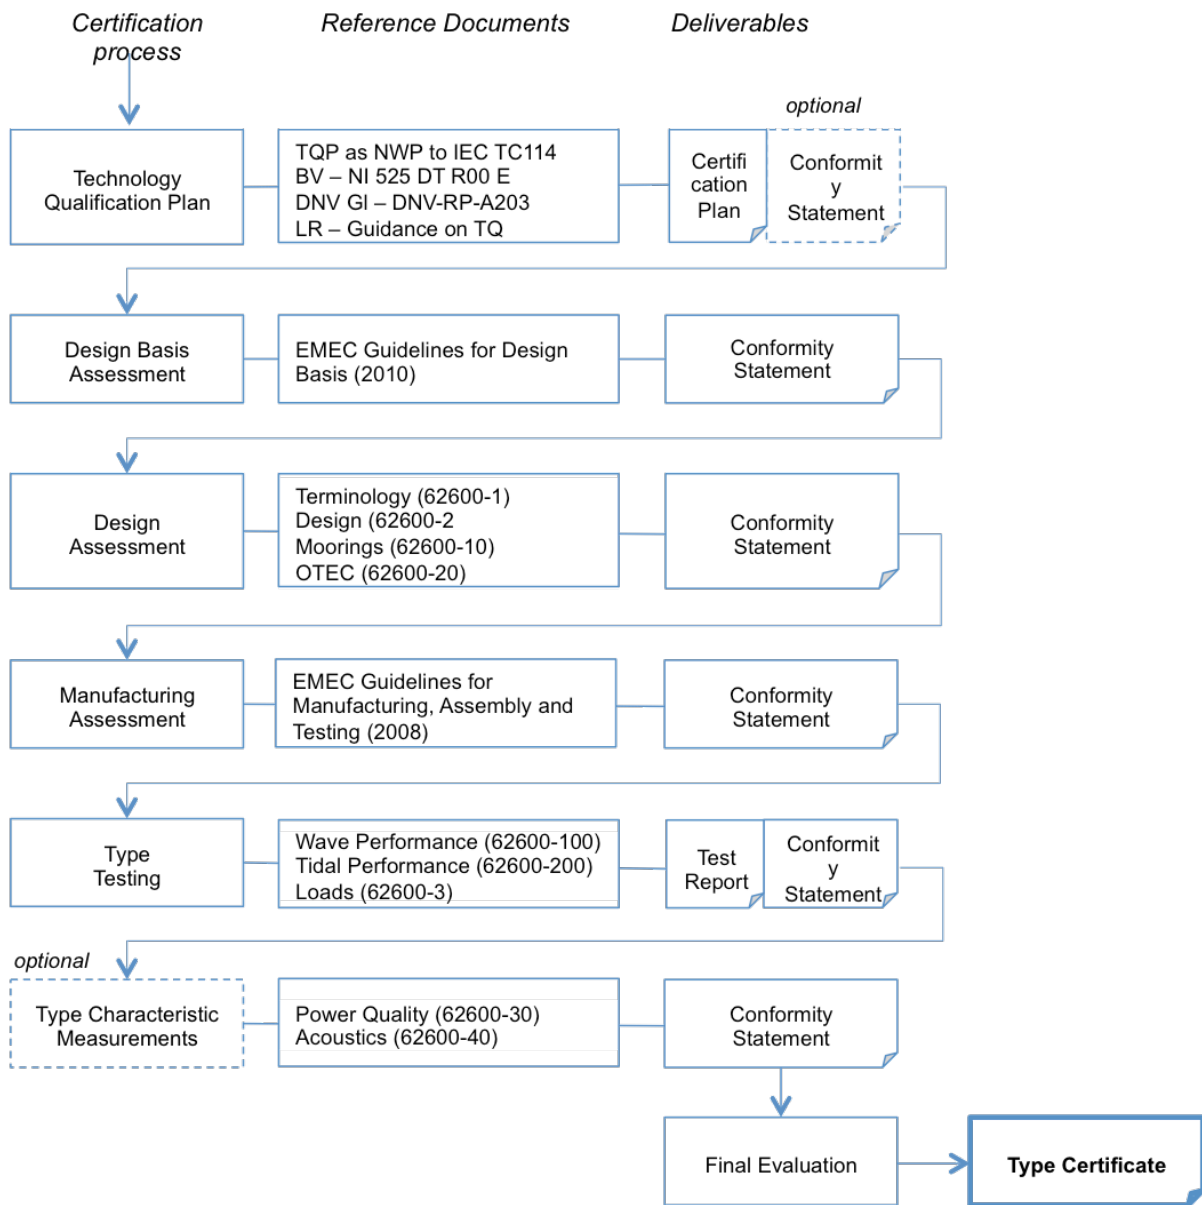 Certification
process
Reference Documents
Deliverables
optional
Technology
Qualification Plan
TQP as NWP to IEC TC114
BV – NI 525 DT R00 E
DNV Gl – DNV-RP-A203
LR – Guidance on TQ
Certifi
cation
Plan
Conformit
y
Statement
Design Basis
Assessment
EMEC Guidelines for Design
Basis (2010)
Conformity
Statement
Design
Assessment
Terminology (62600-1)
Design (62600-2
Moorings (62600-10)
OTEC (62600-20)
Conformity
Statement
Manufacturing
Assessment
EMEC Guidelines for
Manufacturing, Assembly and
Testing (2008)
Conformity
Statement
Type
Testing
Wave Performance (62600-100)
Tidal Performance (62600-200)
Loads (62600-3)
Test
Report
Conformit
y
Statement
optional
Type Characteristic
Measurements
Power Quality (62600-30)
Acoustics (62600-40)
Conformity
Statement
Final Evaluation
Type Certificate